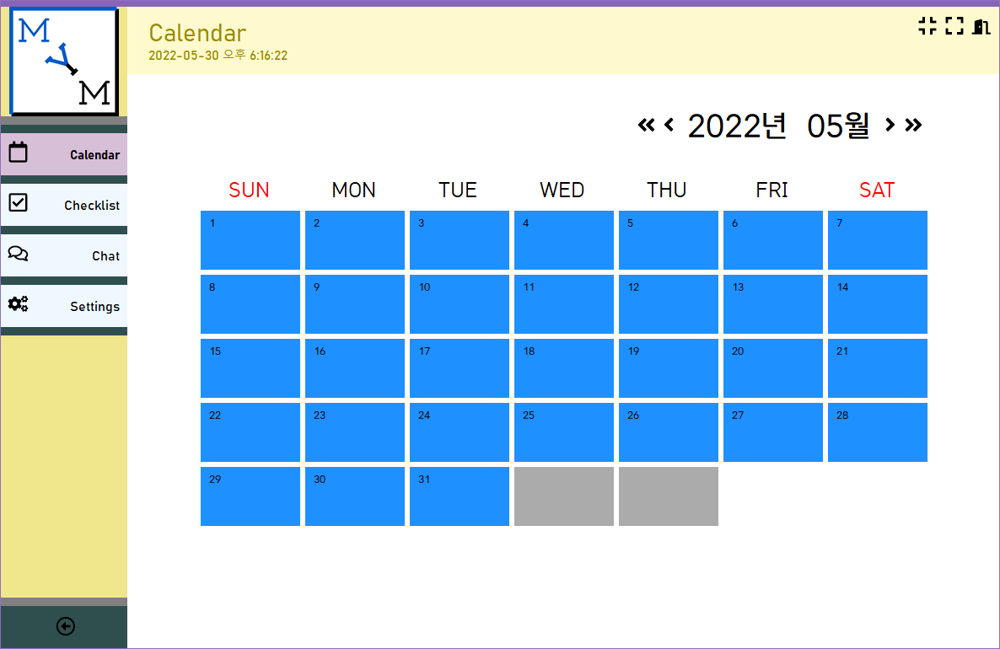 M Y M
Calendar
2022-05-30 오후 6:16:22
Calendar
Checklist
Chat
Settings
2022년 05월
SUN MON TUE WED THU FRI SAT
1 2 3 4 5 6 7
8 9 10 11 12 13 14
15 16 17 18 19 20 21
22 23 24 25 26 27 28
29 30 31